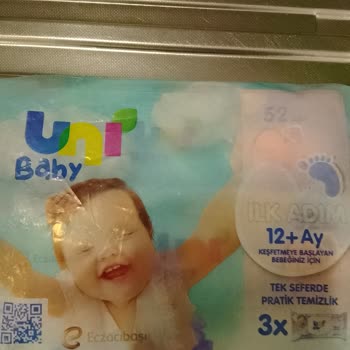 uni
Baby
52
İLK ADIM
12+Ay
KEŞFETMEYE BAŞLAYAN
BEBEĞİNİZ İÇİN
TEK SEFERDE
PRATİK TEMİZLİK
3x
Eczacıbaşı